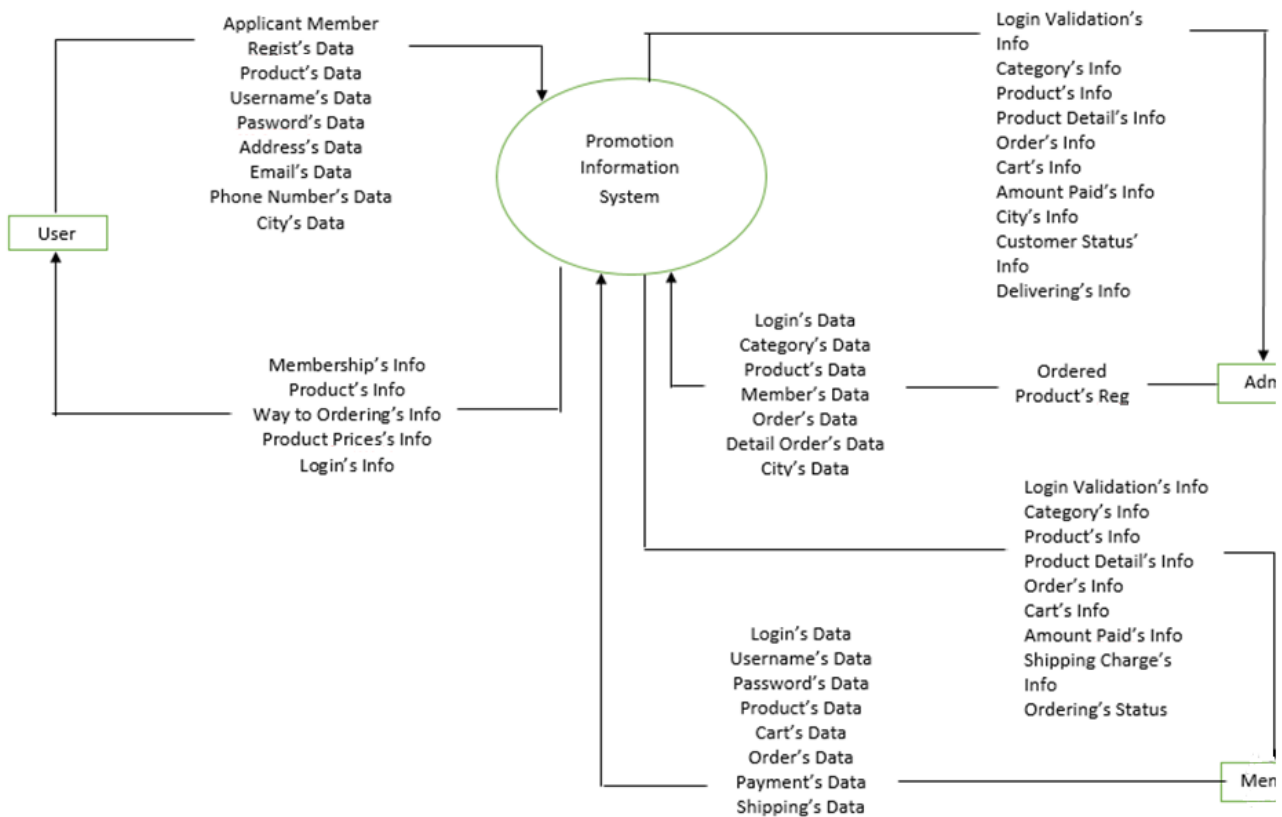 Applicant Member
Regist's Data
Product's Data
Username's Data
Pasword's Data
Address's Data
Email's Data
Phone Number's Data
City's Data
User
Membership's Info
Product's Info
Way to Ordering's Info
Product Prices's Info
Login's Info
Promotion
Information
System
Login Validation's
Info
Category's Info
Product's Info
Product Detail's Info
Order's Info
Cart's Info
Amount Paid's Info
City's Info
Customer Status'
Info
Delivering's Info
Login's Data
Category's Data
Product's Data
Member's Data
Order's Data
Detail Order's Data
City's Data
Ordered
Product's Reg
Adm
Login Validation's Info
Category's Info
Product's Info
Product Detail's Info
Order's Info
Cart's Info
Amount Paid's Info
Shipping Charge's
Info
Ordering's Status
Login's Data
Username's Data
Password's Data
Product's Data
Cart's Data
Order's Data
Payment's Data
Shipping's Data
Mem